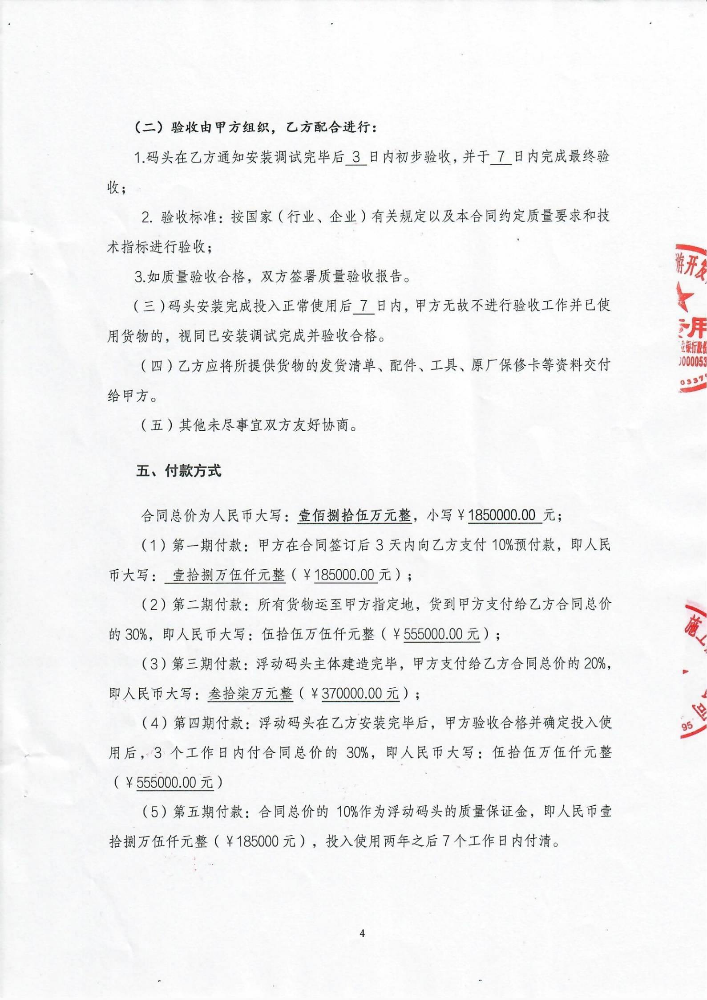 （二）验收由甲方组织，乙方配合进行：
1.码头在乙方通知安装调试完毕后 3 日内初步验收，并于 7 日内完成最终验
收；
2. 验收标准：按国家（行业、企业）有关规定以及本合同约定质量要求和技
术指标进行验收；
3.如质量验收合格，双方签署质量验收报告。
（三）码头安装完成投入正常使用后 7 日内，甲方无故不进行验收工作并已使
用货物的，视同已安装调试完成并验收合格。
（四）乙方应将所提供货物的发货清单、配件、工具、原厂保修卡等资料交付
给甲方。
（五）其他未尽事宜双方友好协商。
五、付款方式
合同总价为人民币大写：壹佰捌拾伍万元整，小写￥1850000.00 元；
（1）第一期付款：甲方在合同签订后 3 天内向乙方支付 10%预付款，即人民
币大写： 壹拾捌万伍仟元整（￥185000.00 元）；
（2）第二期付款：所有货物运至甲方指定地，货到甲方支付给乙方合同总价
的 30%，即人民币大写：伍拾伍万伍仟元整（￥555000.00 元）；
（3）第三期付款：浮动码头主体建造完毕，甲方支付给乙方合同总价的 20%，
即人民币大写：叁拾柒万元整（￥370000.00 元）；
（4）第四期付款：浮动码头在乙方安装完毕后，甲方验收合格并确定投入使
用后，3 个工作日内付合同总价的 30%，即人民币大写：伍拾伍万伍仟元整
（￥555000.00 元）
（5）第五期付款：合同总价的 10%作为浮动码头的质量保证金，即人民币壹
拾捌万伍仟元整（￥185000 元），投入使用两年之后 7 个工作日内付清。
4
游开发
用
业银行股份
000053
0337
施工
司
95